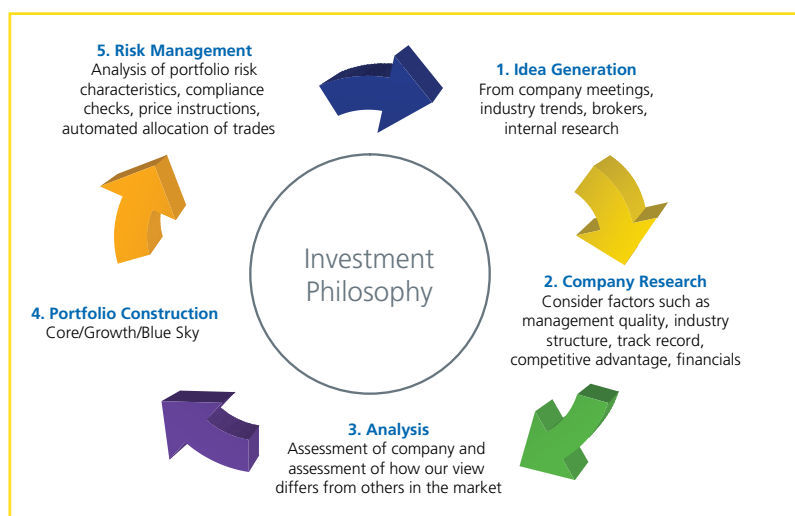 5. Risk Management
Analysis of portfolio risk
characteristics, compliance
checks, price instructions,
automated allocation of trades
1. Idea Generation
From company meetings,
industry trends, brokers,
internal research
Investment
Philosophy
2. Company Research
Consider factors such as
management quality, industry
structure, track record,
competitive advantage, financials
4. Portfolio Construction
Core/Growth/Blue Sky
3. Analysis
Assessment of company and
assessment of how our view
differs from others in the market